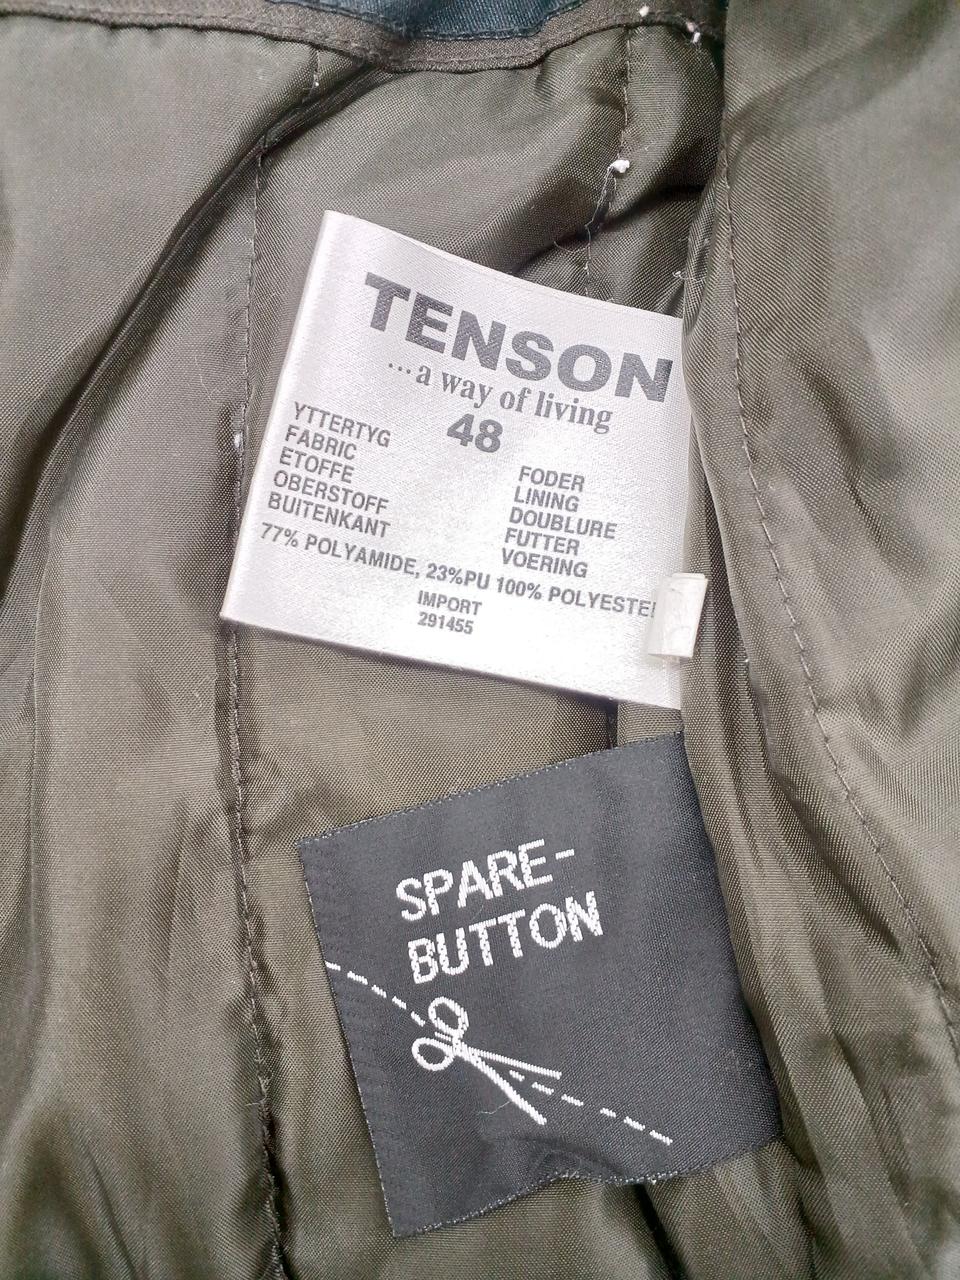 TENSON
...a way of living
48
YTTERTYG
FABRIC
ETOFFE
OBERSTOFF
BUITENKANT
FODER
LINING
DOUBLURE
FUTTER
VOERING
77% POLYAMIDE, 23%PU 100% POLYESTE
IMPORT
291455
SPARE-
BUTTON